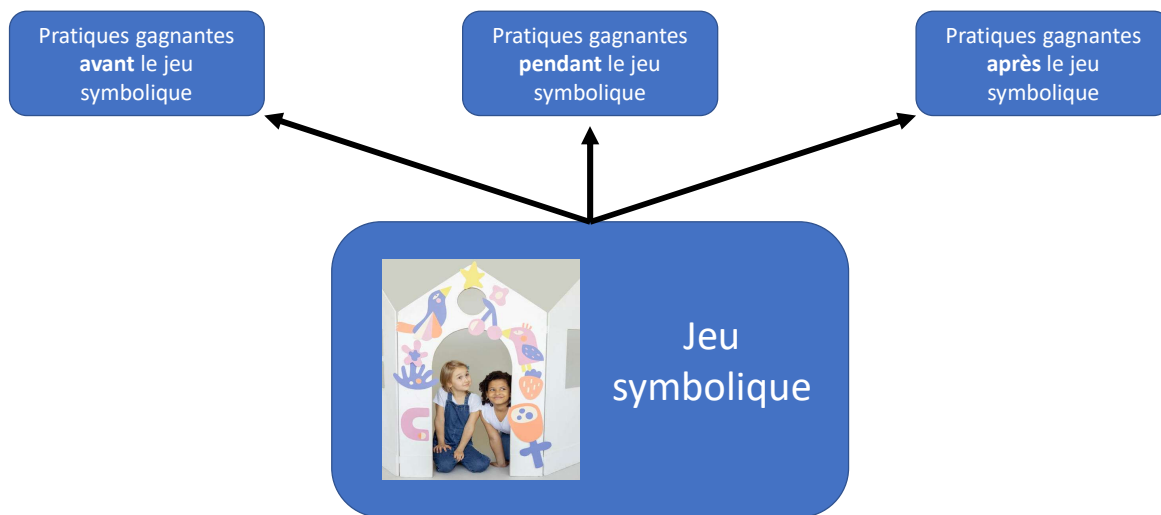 Pratiques gagnantes
avant le jeu
symbolique
Pratiques gagnantes
pendant le jeu
symbolique
Pratiques gagnantes
après le jeu
symbolique
Jeu
symbolique